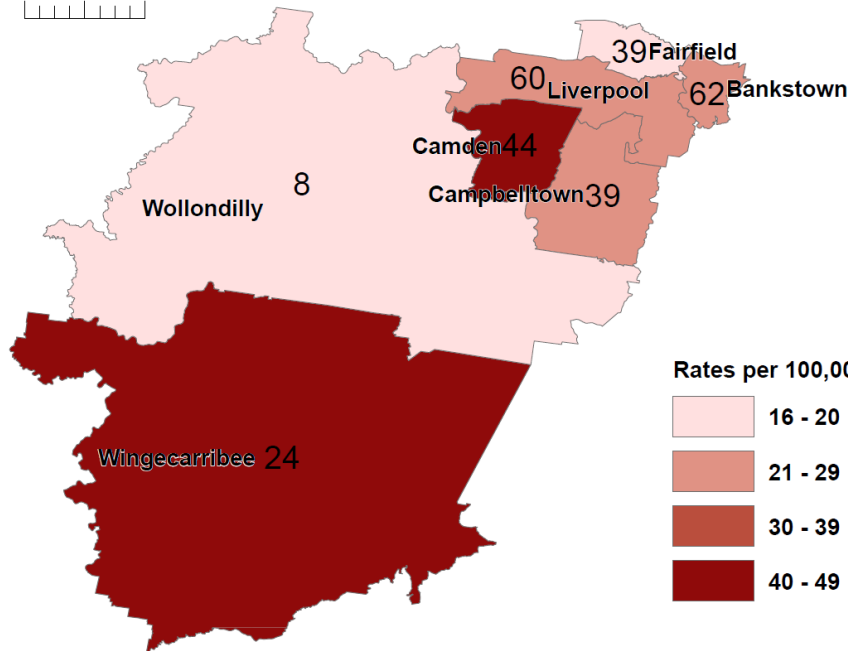 39 Fairfield
60 Liverpool
62 Bankstown
Camden 44
8
Campbelltown 39
Wollondilly
Rates per 100,00
16 - 20
21 - 29
Wingecarribee 24
30 - 39
40 - 49